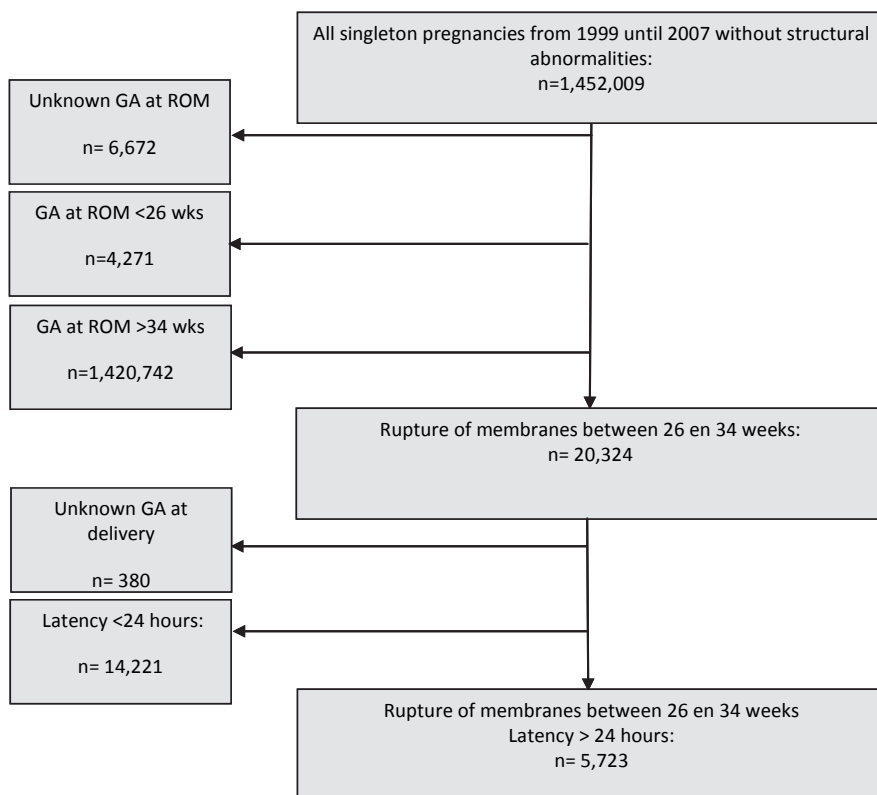 All singleton pregnancies from 1999 until 2007 without structural
abnormalities:
n=1,452,009
Unknown GA at ROM
n= 6,672
GA at ROM <26 wks
n=4,271
GA at ROM >34 wks
n=1,420,742
Rupture of membranes between 26 en 34 weeks:
n= 20,324
Unknown GA at
delivery
n= 380
Latency <24 hours:
n= 14,221
Rupture of membranes between 26 en 34 weeks
Latency > 24 hours:
n= 5,723